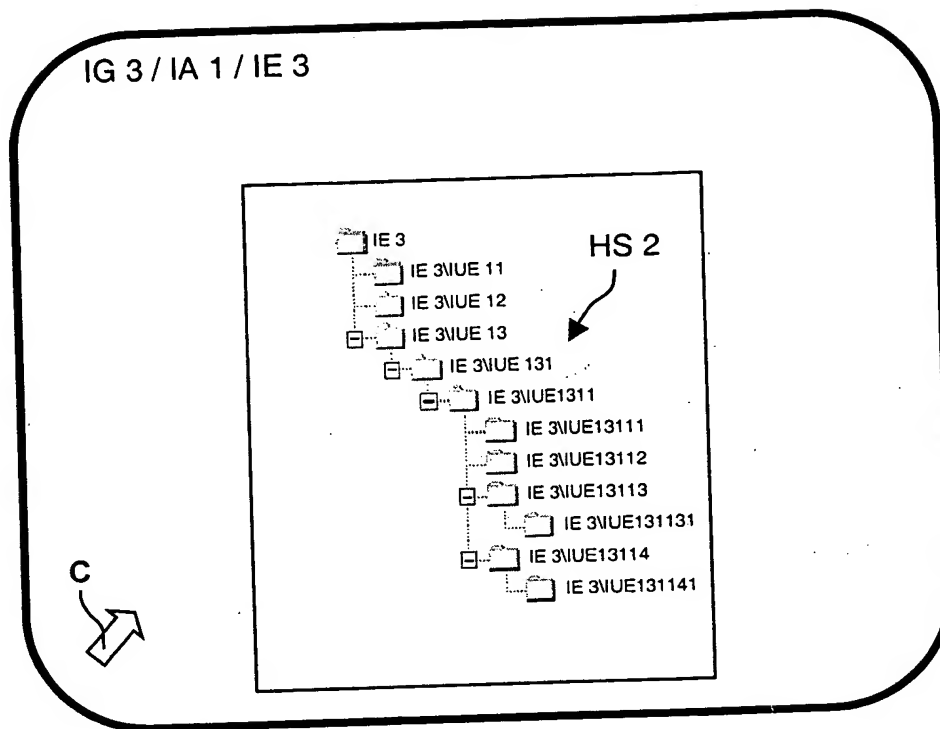 IG 3 / IA 1 / IE 3
IE 3
HS 2
IE 3\IUE 11
IE 3\IUE 12
IE 3\IUE 13
IE 3\IUE 131
IE 3\IUE1311
IE 3\IUE13111
IE 3\IUE13112
IE 3\IUE13113
IE 3\IUE131131
IE 3\IUE13114
IE 3\IUE131141
C